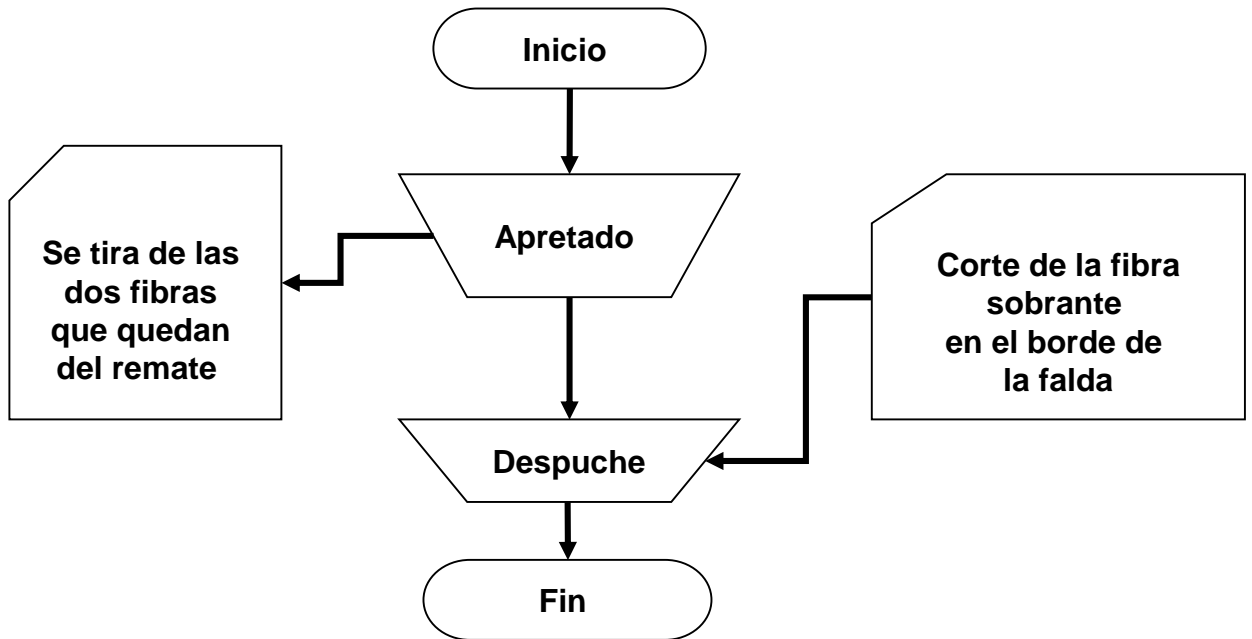 Inicio
Apretado
Se tira de las
dos fibras
que quedan
del remate
Corte de la fibra
sobrante
en el borde de
la falda
Despuche
Fin